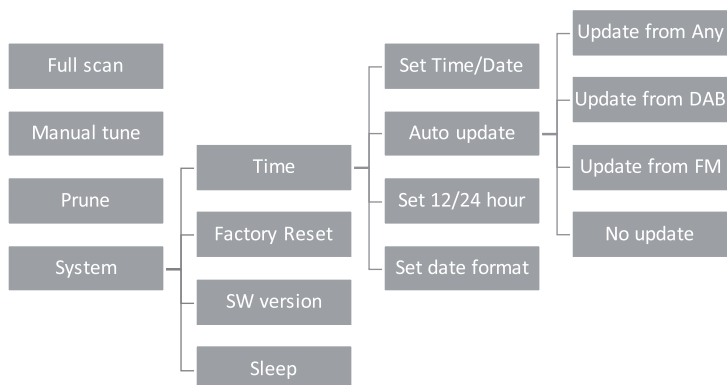 Full scan
Manual tune
Prune
System
Time
Factory Reset
SW version
Sleep
Set Time/Date
Auto update
Set 12/24 hour
Set date format
Update from Any
Update from DAB
Update from FM
No update